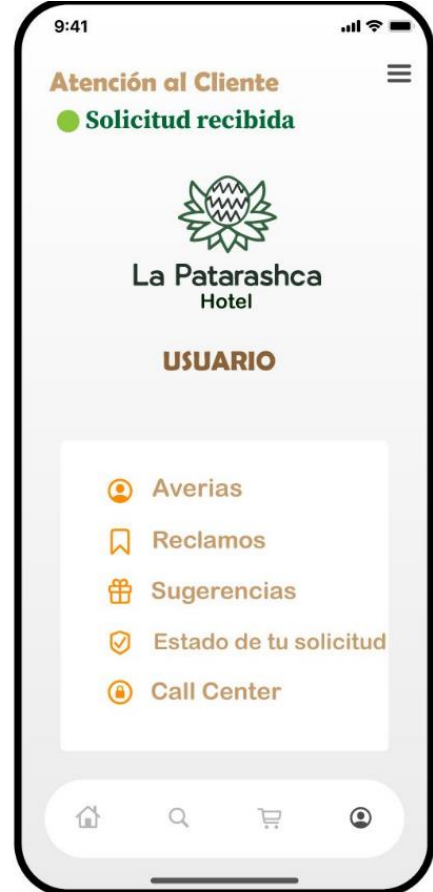 9:41
Atención al Cliente
Solicitud recibida
La Patarashca
Hotel
USUARIO
Averias
Reclamos
Sugerencias
Estado de tu solicitud
Call Center